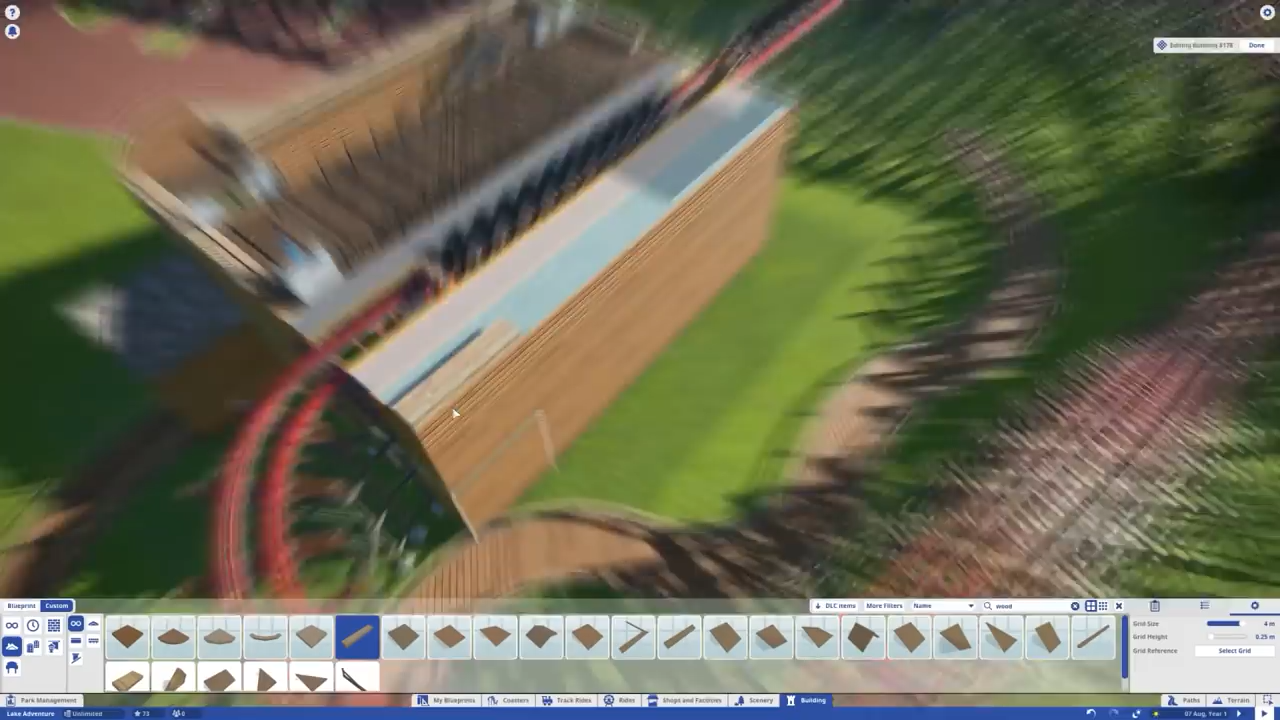 Editing Building #178 Done
Blueprint Custom
DLC Items More Filters Name wood
Grid Size 4 m
Grid Height 0.25 m
Grid Reference Select Grid
Park Management My Blueprints Coasters Track Rides Rides Shops and Facilities Scenery Building Paths Terrain
Lake Adventure Unlimited 73 0 07 Aug, Year 1